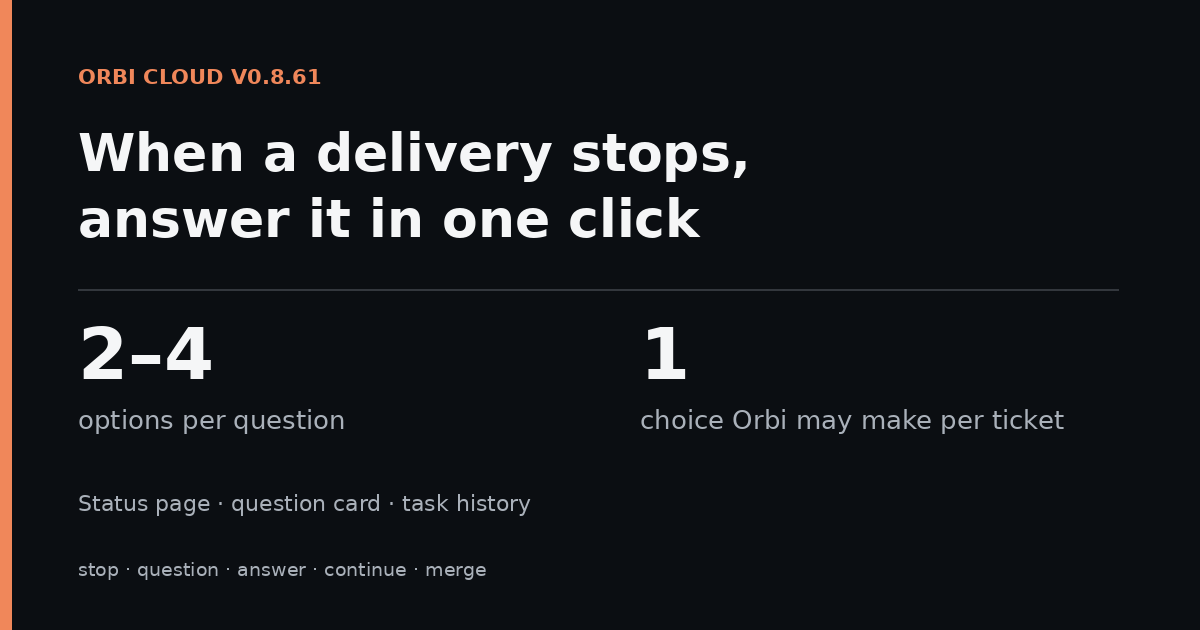 ORBI CLOUD V0.8.61
When a delivery stops,
answer it in one click
2–4
options per question
1
choice Orbi may make per ticket
Status page · question card · task history
stop · question · answer · continue · merge